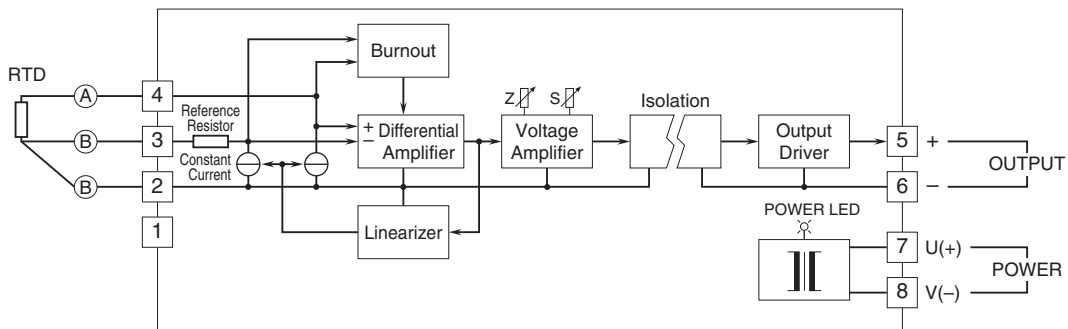 RTD
A
B
B
4
3
2
1
Reference
Resistor
Constant
Current
Burnout
+
−
Differential
Amplifier
Linearizer
Z
S
Voltage
Amplifier
Isolation
Output
Driver
5
+
6
−
OUTPUT
POWER LED
7
U(+)
8
V(−)
POWER